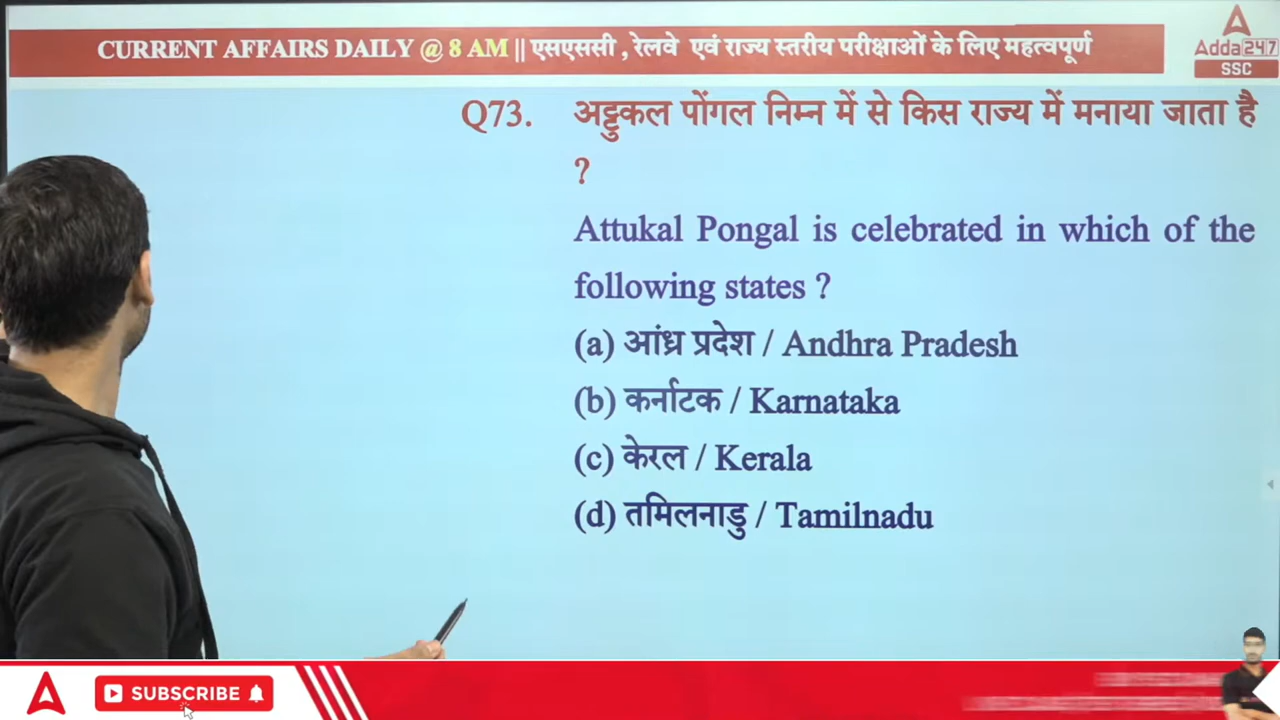 CURRENT AFFAIRS DAILY @ 8 AM || एसएससी , रेलवे एवं राज्य स्तरीय परीक्षाओं के लिए महत्वपूर्ण
Adda 247
SSC
Q73. अट्टुकल पोंगल निम्न में से किस राज्य में मनाया जाता है
?
Attukal Pongal is celebrated in which of the
following states ?
(a) आंध्र प्रदेश / Andhra Pradesh
(b) कर्नाटक / Karnataka
(c) केरल / Kerala
(d) तमिलनाडु / Tamilnadu
SUBSCRIBE